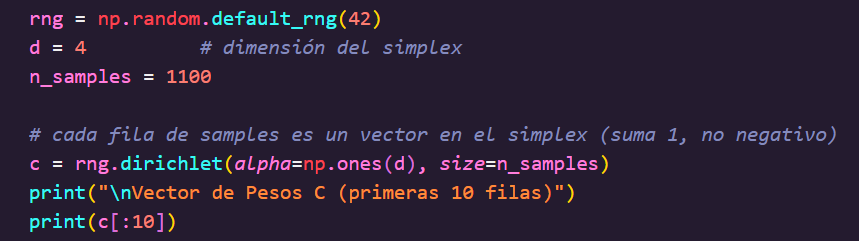 rng = np.random.default_rng(42)
d = 4          # dimensión del simplex
n_samples = 1100

# cada fila de samples es un vector en el simplex (suma 1, no negativo)
c = rng.dirichlet(alpha=np.ones(d), size=n_samples)
print("\nVector de Pesos C (primeras 10 filas)")
print(c[:10])